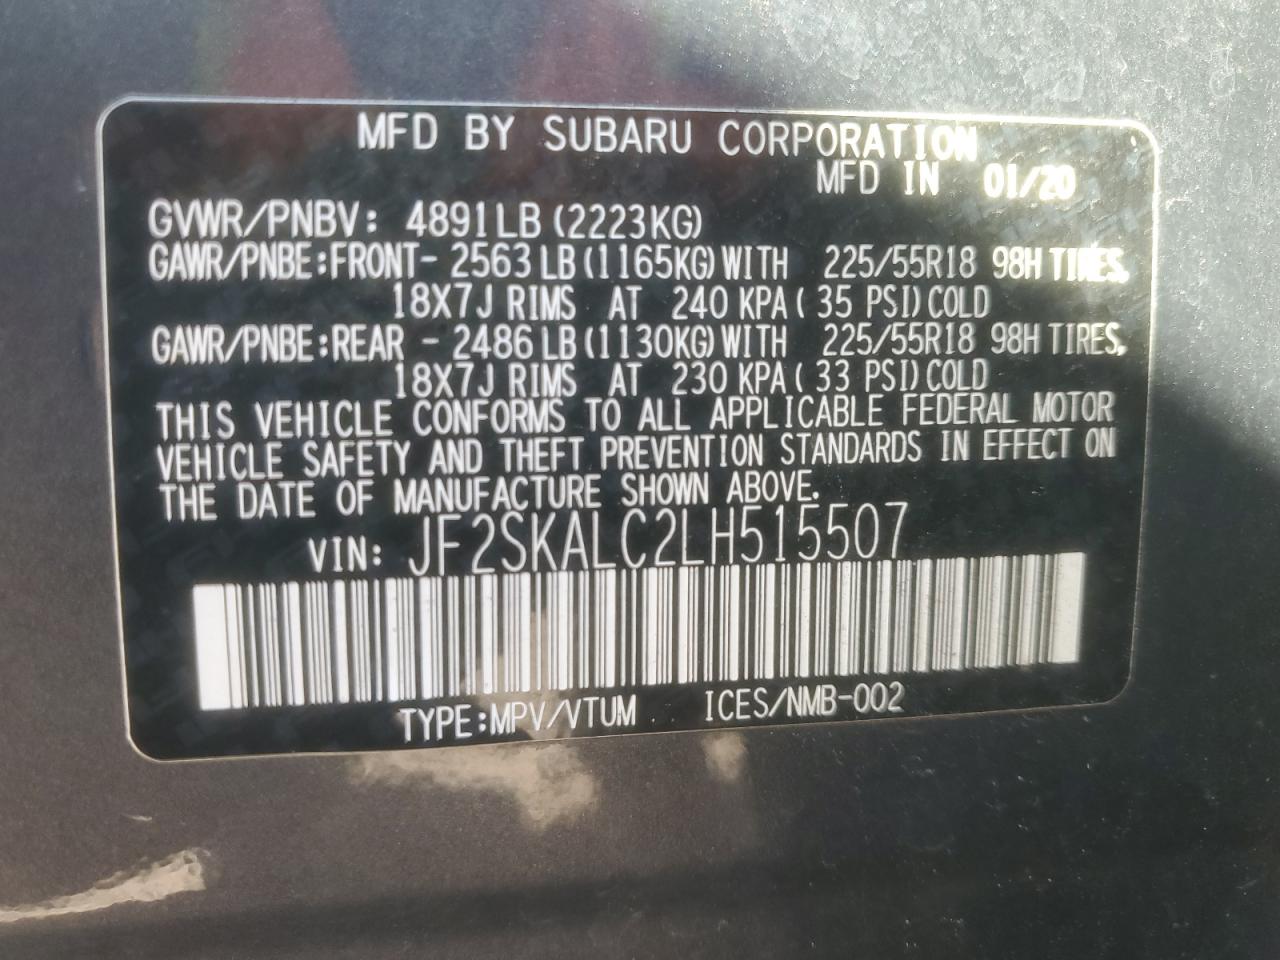 MFD BY SUBARU CORPORATION
MFD IN 01/20
GVWR/PNBV: 4891LB (2223KG)
GAWR/PNBE:FRONT- 2563 LB (1165KG) WITH 225/55R18 98H TIRES,
18X7J RIMS AT 240 KPA ( 35 PSI) COLD
GAWR/PNBE:REAR - 2486 LB (1130KG) WITH 225/55R18 98H TIRES,
18X7J RIMS AT 230 KPA ( 33 PSI) COLD
THIS VEHICLE CONFORMS TO ALL APPLICABLE FEDERAL MOTOR
VEHICLE SAFETY AND THEFT PREVENTION STANDARDS IN EFFECT ON
THE DATE OF MANUFACTURE SHOWN ABOVE.
VIN: JF2SKALC2LH515507
TYPE:MPV/VTUM ICES/NMB-002